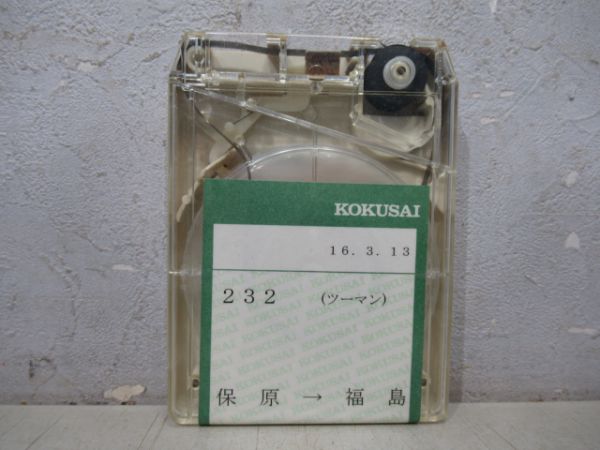 KOKUSAI
16. 3. 13
232 (ツーマン)
保原 → 福島